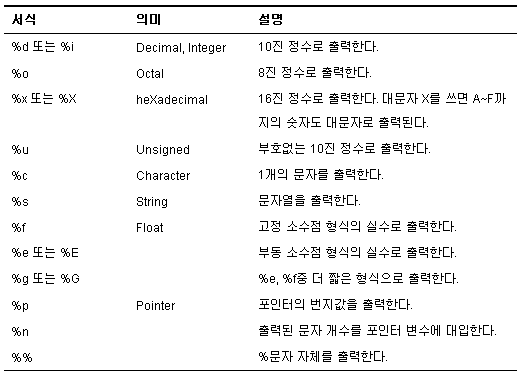 서식 의미 설명
%d 또는 %i Decimal, Integer 10진 정수로 출력한다.
%o Octal 8진 정수로 출력한다.
%x 또는 %X heXadecimal 16진 정수로 출력한다. 대문자 X를 쓰면 A~F까
지의 숫자도 대문자로 출력된다.
%u Unsigned 부호없는 10진 정수로 출력한다.
%c Character 1개의 문자를 출력한다.
%s String 문자열을 출력한다.
%f Float 고정 소수점 형식의 실수로 출력한다.
%e 또는 %E 부동 소수점 형식의 실수로 출력한다.
%g 또는 %G %e, %f중 더 짧은 형식으로 출력한다.
%p Pointer 포인터의 번지값을 출력한다.
%n 출력된 문자 개수를 포인터 변수에 대입한다.
%% %문자 자체를 출력한다.